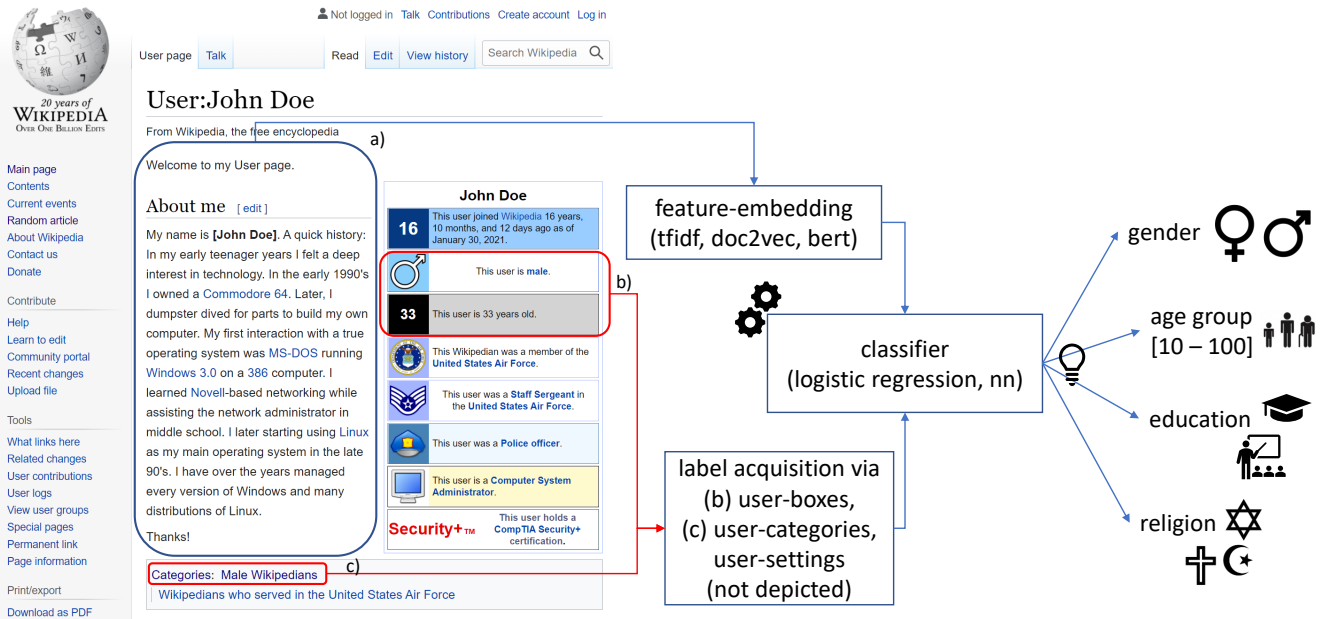 Not logged in Talk Contributions Create account Log in
User page Talk Read Edit View history Search Wikipedia
20 years of
WIKIPEDIA
OVER ONE BILLION EDITS
Main page
Contents
Current events
Random article
About Wikipedia
Contact us
Donate
Contribute
Help
Learn to edit
Community portal
Recent changes
Upload file
Tools
What links here
Related changes
User contributions
User logs
View user groups
Special pages
Permanent link
Page information
Print/export
Download as PDF
User:John Doe
From Wikipedia, the free encyclopedia
a)
Welcome to my User page.
About me [ edit ]
My name is [John Doe]. A quick history:
In my early teenager years I felt a deep
interest in technology. In the early 1990's
I owned a Commodore 64. Later, I
dumpster dived for parts to build my own
computer. My first interaction with a true
operating system was MS-DOS running
Windows 3.0 on a 386 computer. I
learned Novell-based networking while
assisting the network administrator in
middle school. I later starting using Linux
as my main operating system in the late
90's. I have over the years managed
every version of Windows and many
distributions of Linux.
Thanks!
John Doe
16
This user joined Wikipedia 16 years,
10 months, and 12 days ago as of
January 30, 2021.
This user is male.
b)
33
This user is 33 years old.
This Wikipedian was a member of the
United States Air Force.
This user was a Staff Sergeant in
the United States Air Force.
This user was a Police officer.
This user is a Computer System
Administrator.
Security+TM
This user holds a
CompTIA Security+
certification.
Categories: Male Wikipedians
c)
Wikipedians who served in the United States Air Force
feature-embedding
(tfidf, doc2vec, bert)
classifier
(logistic regression, nn)
label acquisition via
(b) user-boxes,
(c) user-categories,
user-settings
(not depicted)
gender
age group
[10 – 100]
education
religion